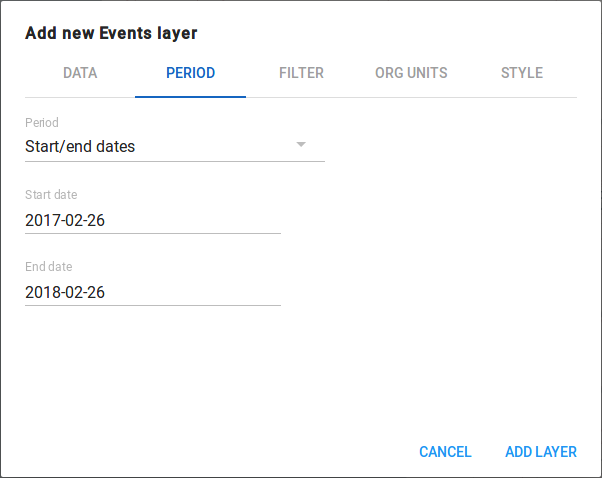 Add new Events layer
DATA PERIOD FILTER ORG UNITS STYLE
Period
Start/end dates
Start date
2017-02-26
End date
2018-02-26
CANCEL ADD LAYER